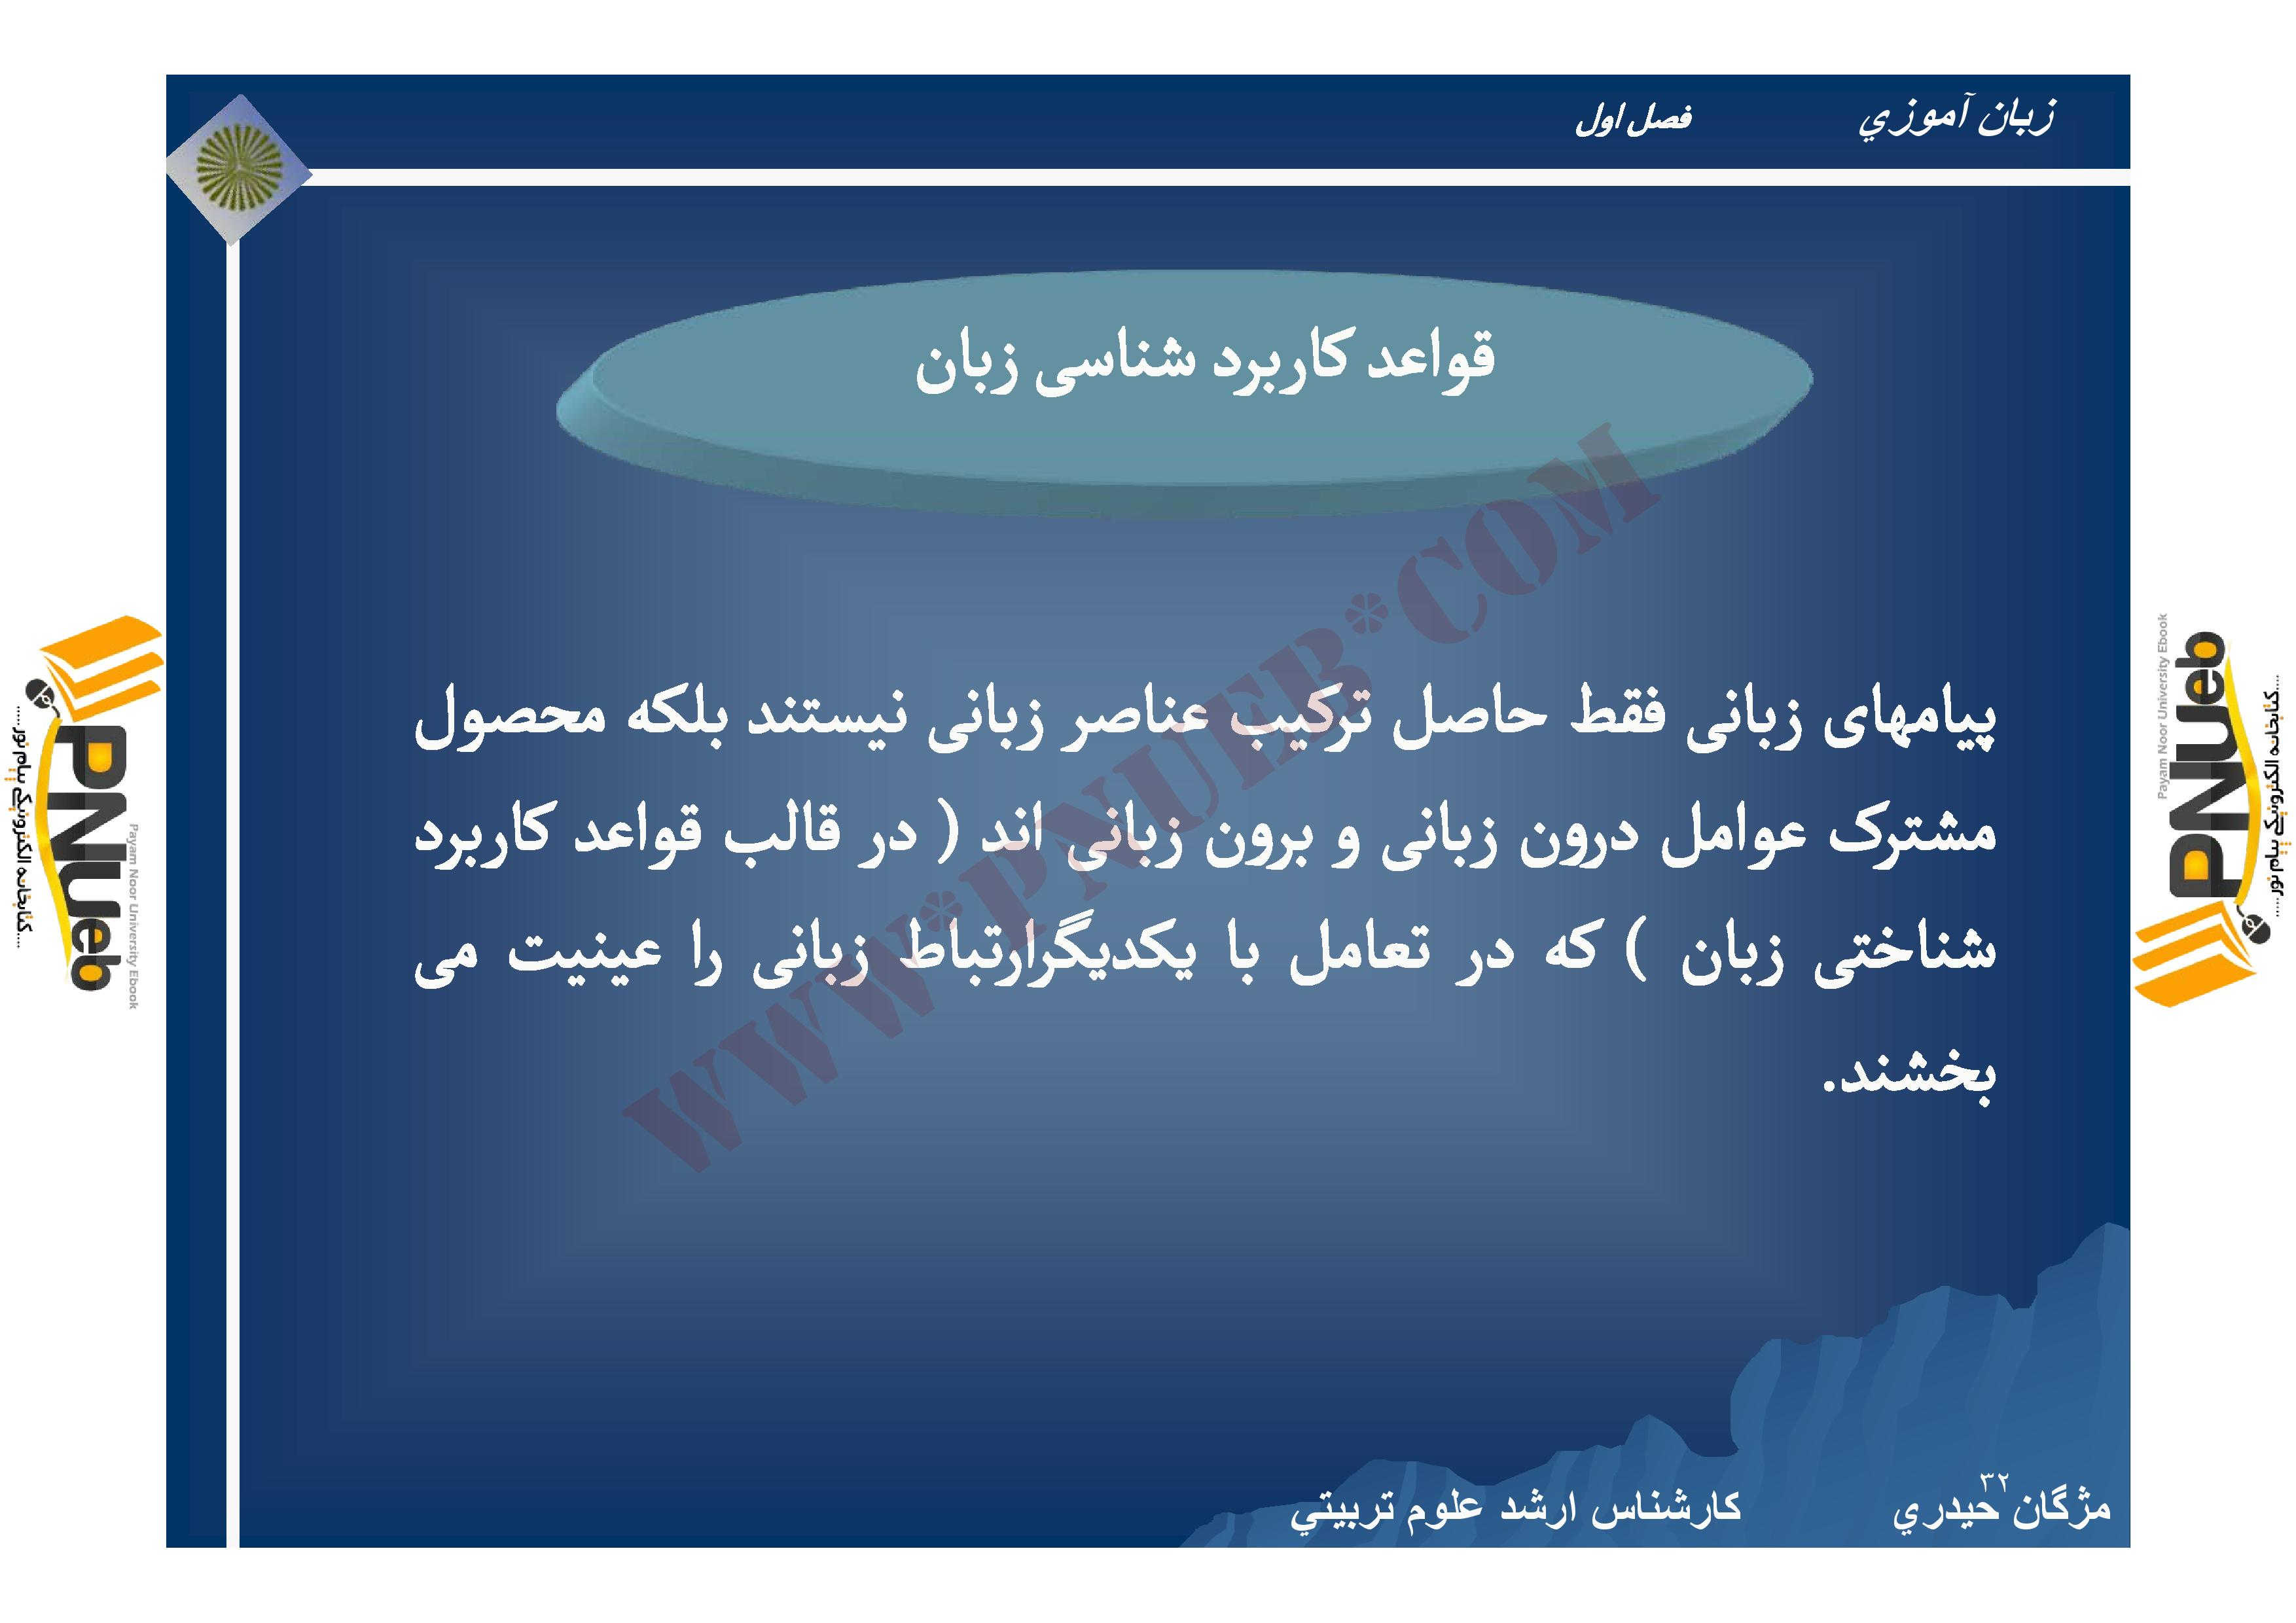 زبان آموزي
فصل اول
قواعد کاربرد شناسی زبان
پیامهای زبانی فقط حاصل ترکیب عناصر زبانی نیستند بلکه محصول
مشترک عوامل درون زبانی و برون زبانی اند ( در قالب قواعد کاربرد
شناختی زبان ) که در تعامل با یکدیگرارتباط زبانی را عینیت می
بخشند.
WWW*PNUEB*COM
۳۲
مژگان حيدري
کارشناس ارشد علوم تربيتي
PNUeb
Payam Noor University Ebook
کتابخانه الکترونیکی پیام نور.....
PNUeb
Payam Noor University Ebook
کتابخانه الکترونیکی پیام نور.....